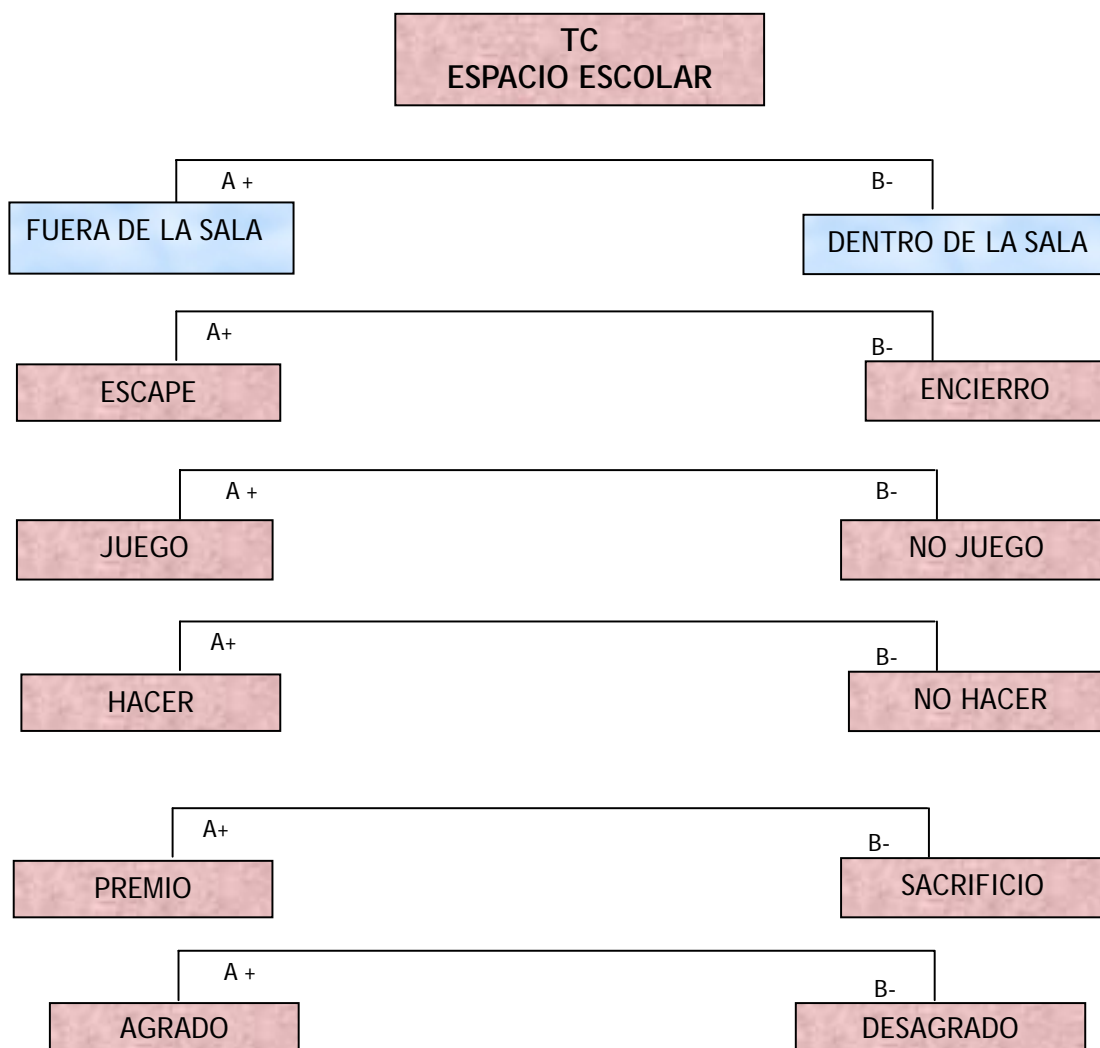 TC
ESPACIO ESCOLAR
A +
B-
FUERA DE LA SALA
DENTRO DE LA SALA
A+
B-
ESCAPE
ENCIERRO
A +
B-
JUEGO
NO JUEGO
A+
B-
HACER
NO HACER
A+
B-
PREMIO
SACRIFICIO
A +
B-
AGRADO
DESAGRADO